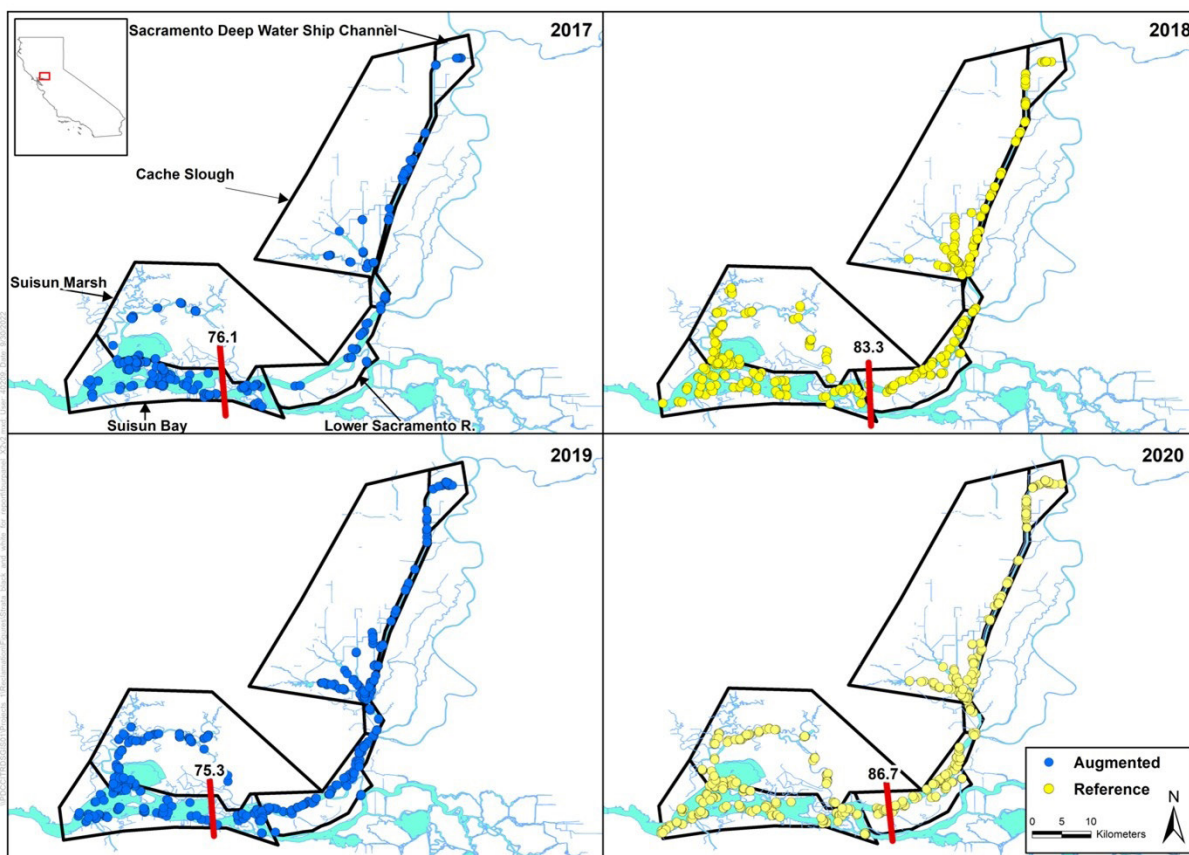 Sacramento Deep Water Ship Channel
2017
Cache Slough
Suisun Marsh
76.1
Suisun Bay
Lower Sacramento R.
2018
83.3
2019
75.3
2020
86.7
Augmented
Reference
0 5 10
Kilometers
N